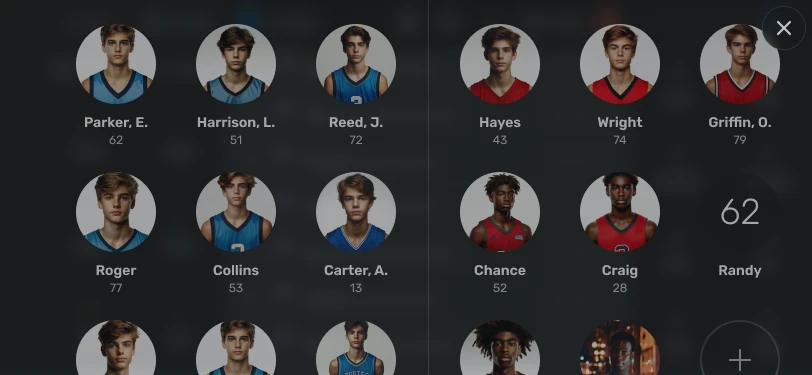 Parker, E. Harrison, L. Reed, J. Hayes Wright Griffin, O.
62 51 72 43 74 79
62
Roger Collins Carter, A. Chance Craig Randy
77 53 13 52 28